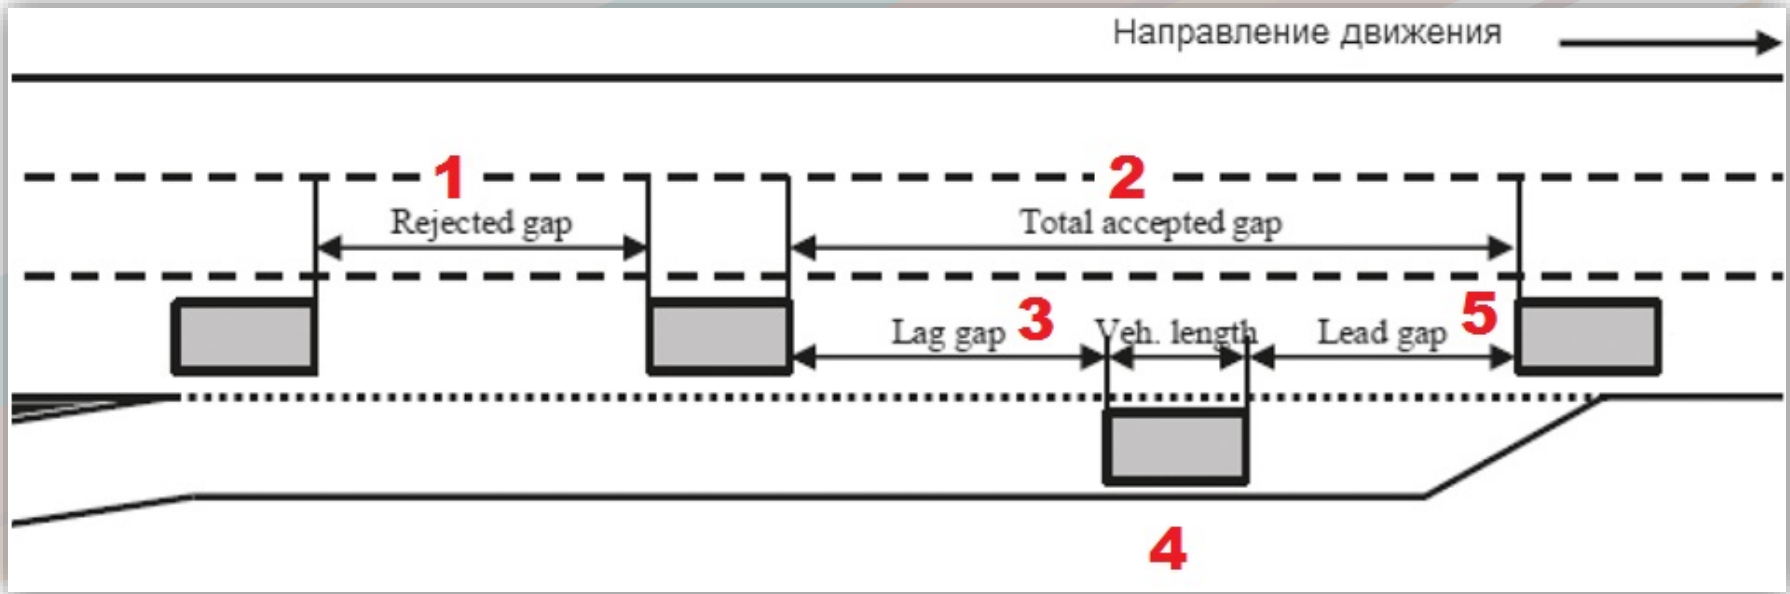 Направление движения
1
2
Rejected gap
Total accepted gap
Lag gap 3 Veh. length Lead gap 5
4